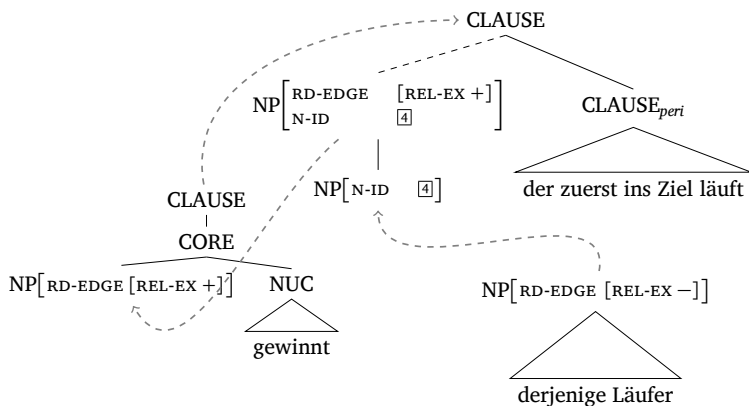 CLAUSE
NP[RD-EDGE [REL-EX +]
N-ID 4]
CLAUSEperi
NP[N-ID 4]
der zuerst ins Ziel läuft
CLAUSE
CORE
NP[RD-EDGE [REL-EX +]]
NUC
NP[RD-EDGE [REL-EX −]]
gewinnt
derjenige Läufer